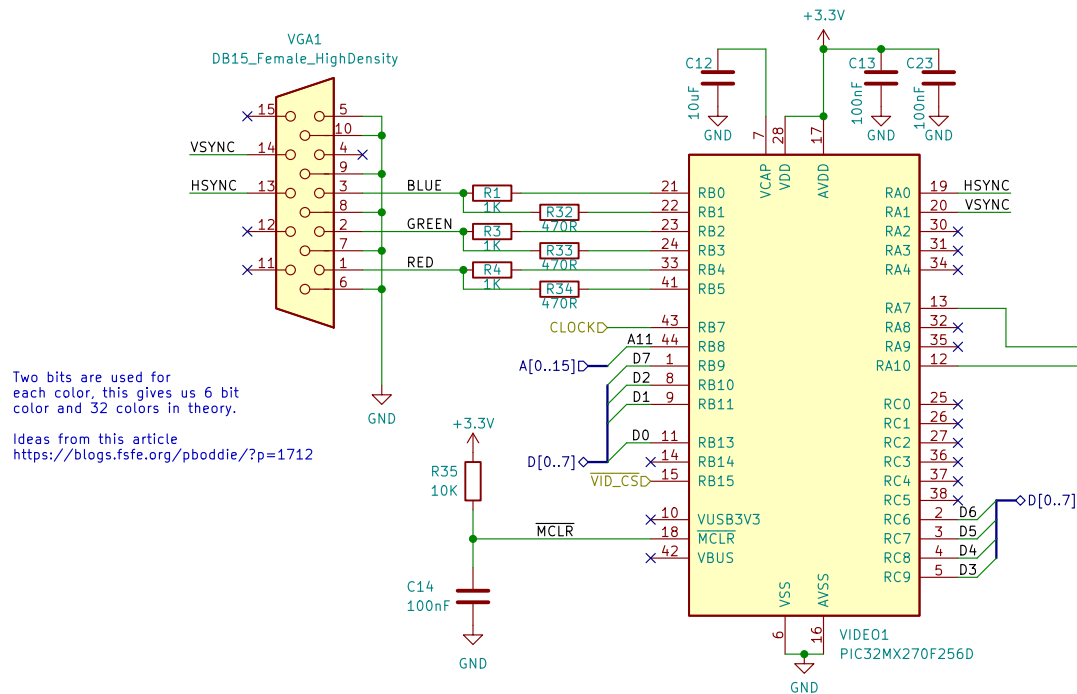 +3.3V
VGA1
DB15_Female_HighDensity
C12
10uF
GND
C13
100nF
GND
C23
100nF
GND
15
5
10
VSYNC
14
4
9
HSYNC
13
3
BLUE
8
12
2
GREEN
7
11
1
RED
6
GND
R1
1K
R32
470R
R3
1K
R33
470R
R4
1K
R34
470R
7
28
17
VCAP
VDD
AVDD
21
RB0
22
RB1
23
RB2
24
RB3
33
RB4
41
RB5
CLOCK
43
RB7
A[0..15]
A11
44
RB8
D7
1
RB9
D2
8
RB10
D1
9
RB11
D0
11
RB13
D[0..7]
14
RB14
VID_CS
15
RB15
10
VUSB3V3
MCLR
18
MCLR
42
VBUS
RA0
19
HSYNC
RA1
20
VSYNC
RA2
30
RA3
31
RA4
34
RA7
13
RA8
32
RA9
35
RA10
12
RC0
25
RC1
26
RC2
27
RC3
36
RC4
37
RC5
38
RC6
2
D6
D[0..7]
RC7
3
D5
RC8
4
D4
RC9
5
D3
VSS
AVSS
6
16
GND
VIDEO1
PIC32MX270F256D
Two bits are used for
each color, this gives us 6 bit
color and 32 colors in theory.
Ideas from this article
https://blogs.fsfe.org/pboddie/?p=1712
+3.3V
R35
10K
C14
100nF
GND